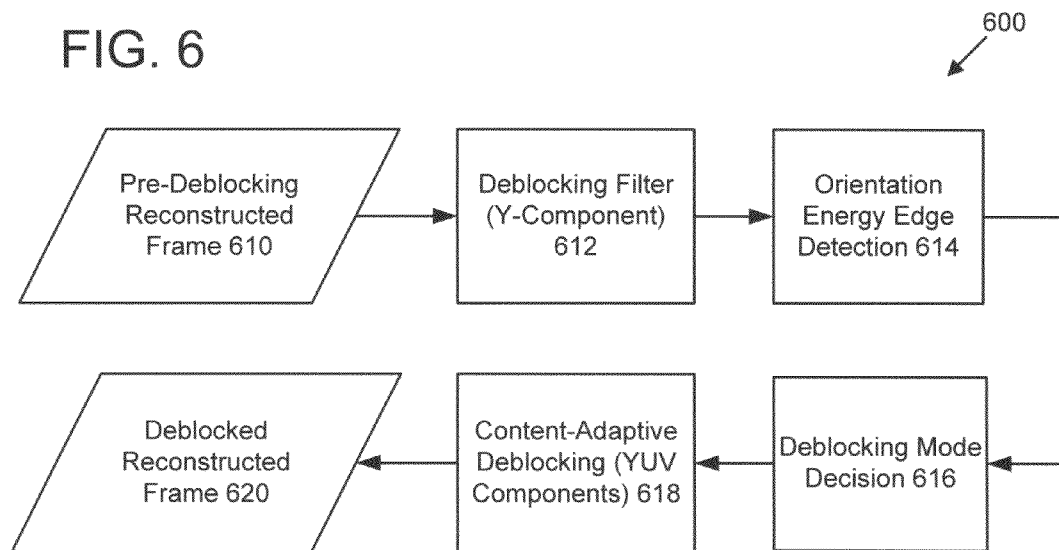 FIG. 6
600
Pre-Deblocking
Reconstructed
Frame 610
Deblocking Filter
(Y-Component)
612
Orientation
Energy Edge
Detection 614
Deblocked
Reconstructed
Frame 620
Content-Adaptive
Deblocking (YUV
Components) 618
Deblocking Mode
Decision 616